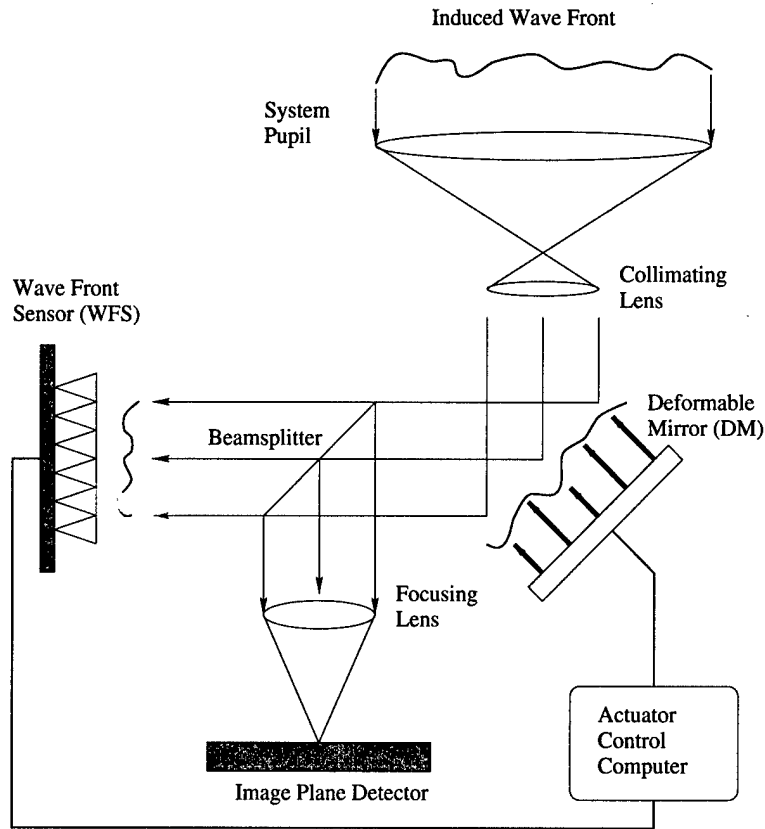 Induced Wave Front
System
Pupil
Collimating
Lens
Wave Front
Sensor (WFS)
Deformable
Mirror (DM)
Beamsplitter
Focusing
Lens
Actuator
Control
Computer
Image Plane Detector